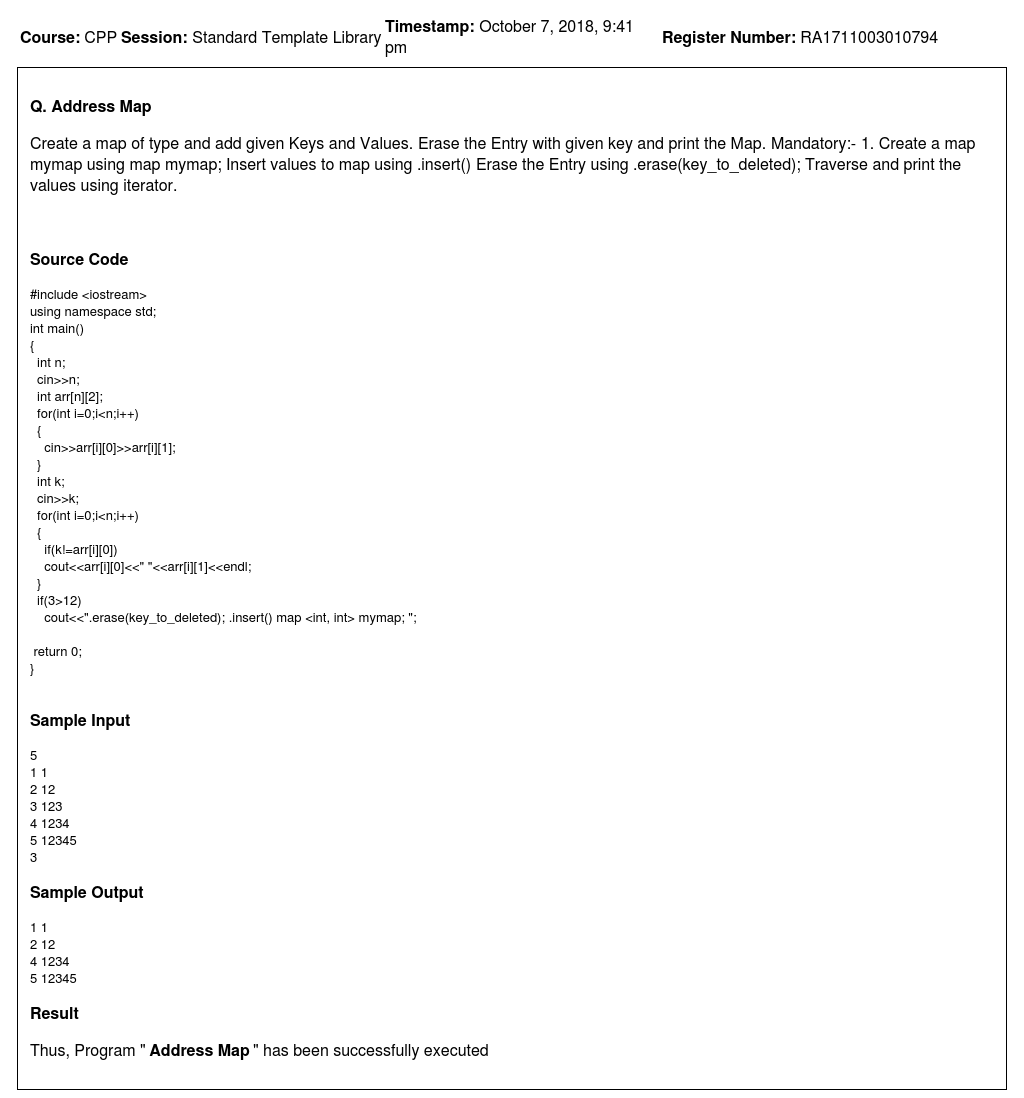 Course: CPP Session: Standard Template Library Timestamp: October 7, 2018, 9:41 pm Register Number: RA1711003010794
Q. Address Map
Create a map of type and add given Keys and Values. Erase the Entry with given key and print the Map. Mandatory:- 1. Create a map
mymap using map mymap; Insert values to map using .insert() Erase the Entry using .erase(key_to_deleted); Traverse and print the
values using iterator.
Source Code
#include <iostream>
using namespace std;
int main()
{
int n;
cin>>n;
int arr[n][2];
for(int i=0;i<n;i++)
{
cin>>arr[i][0]>>arr[i][1];
}
int k;
cin>>k;
for(int i=0;i<n;i++)
{
if(k!=arr[i][0])
cout<<arr[i][0]<<" "<<arr[i][1]<<endl;
}
if(3>12)
cout<<".erase(key_to_deleted); .insert() map <int, int> mymap; ";
return 0;
}
Sample Input
5
1 1
2 12
3 123
4 1234
5 12345
3
Sample Output
1 1
2 12
4 1234
5 12345
Result
Thus, Program " Address Map " has been successfully executed